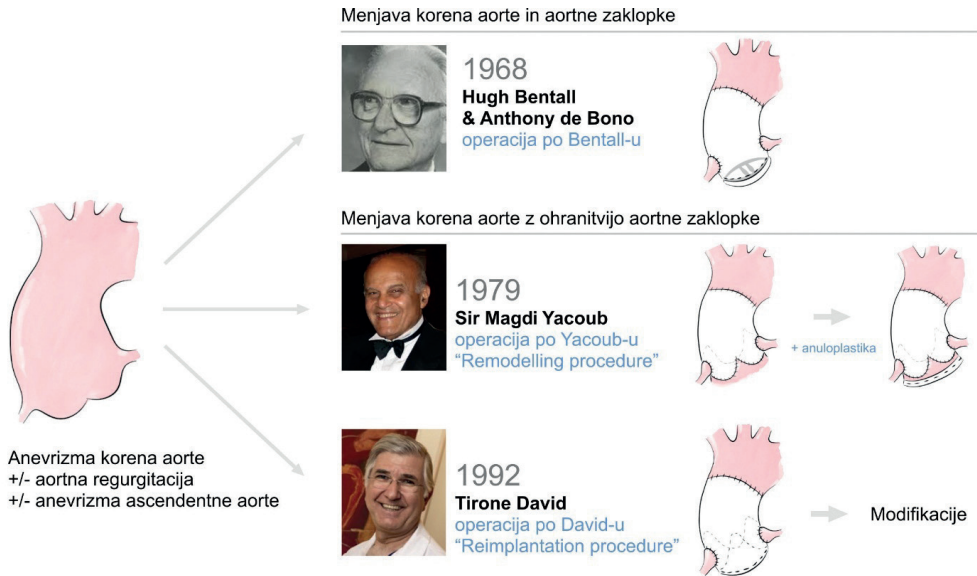 Menjava korena aorte in aortne zaklopke
1968
Hugh Bentall
& Anthony de Bono
operacija po Bentall-u
Menjava korena aorte z ohranitvijo aortne zaklopke
1979
Sir Magdi Yacoub
operacija po Yacoub-u
“Remodelling procedure”
+ anuloplastika
Anevrizma korena aorte
+/- aortna regurgitacija
+/- anevrizma ascendentne aorte
1992
Tirone David
operacija po David-u
“Reimplantation procedure”
Modifikacije